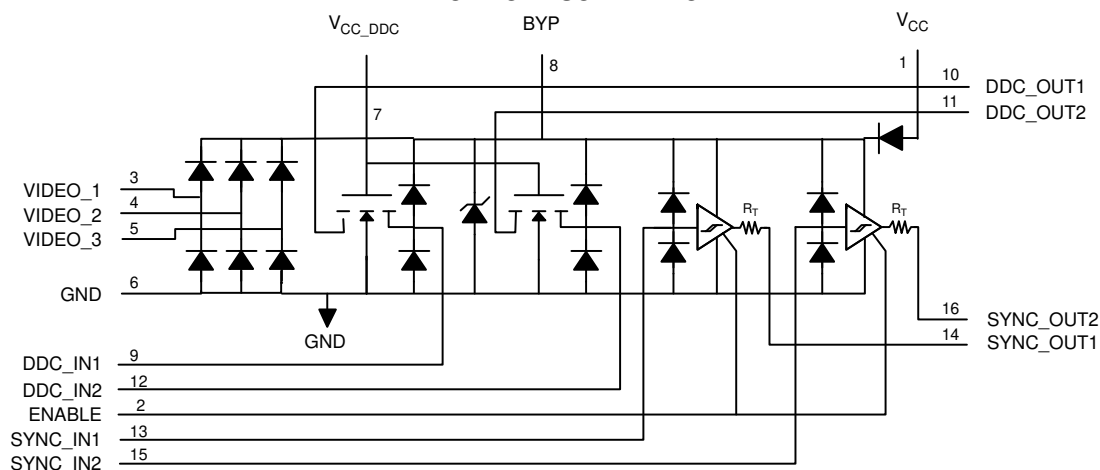 V_CC_DDC
BYP
V_CC
8
1
10
DDC_OUT1
11
DDC_OUT2
7
3
VIDEO_1
4
VIDEO_2
5
VIDEO_3
R_T
R_T
6
GND
GND
16
SYNC_OUT2
14
SYNC_OUT1
9
DDC_IN1
12
DDC_IN2
2
ENABLE
13
SYNC_IN1
15
SYNC_IN2